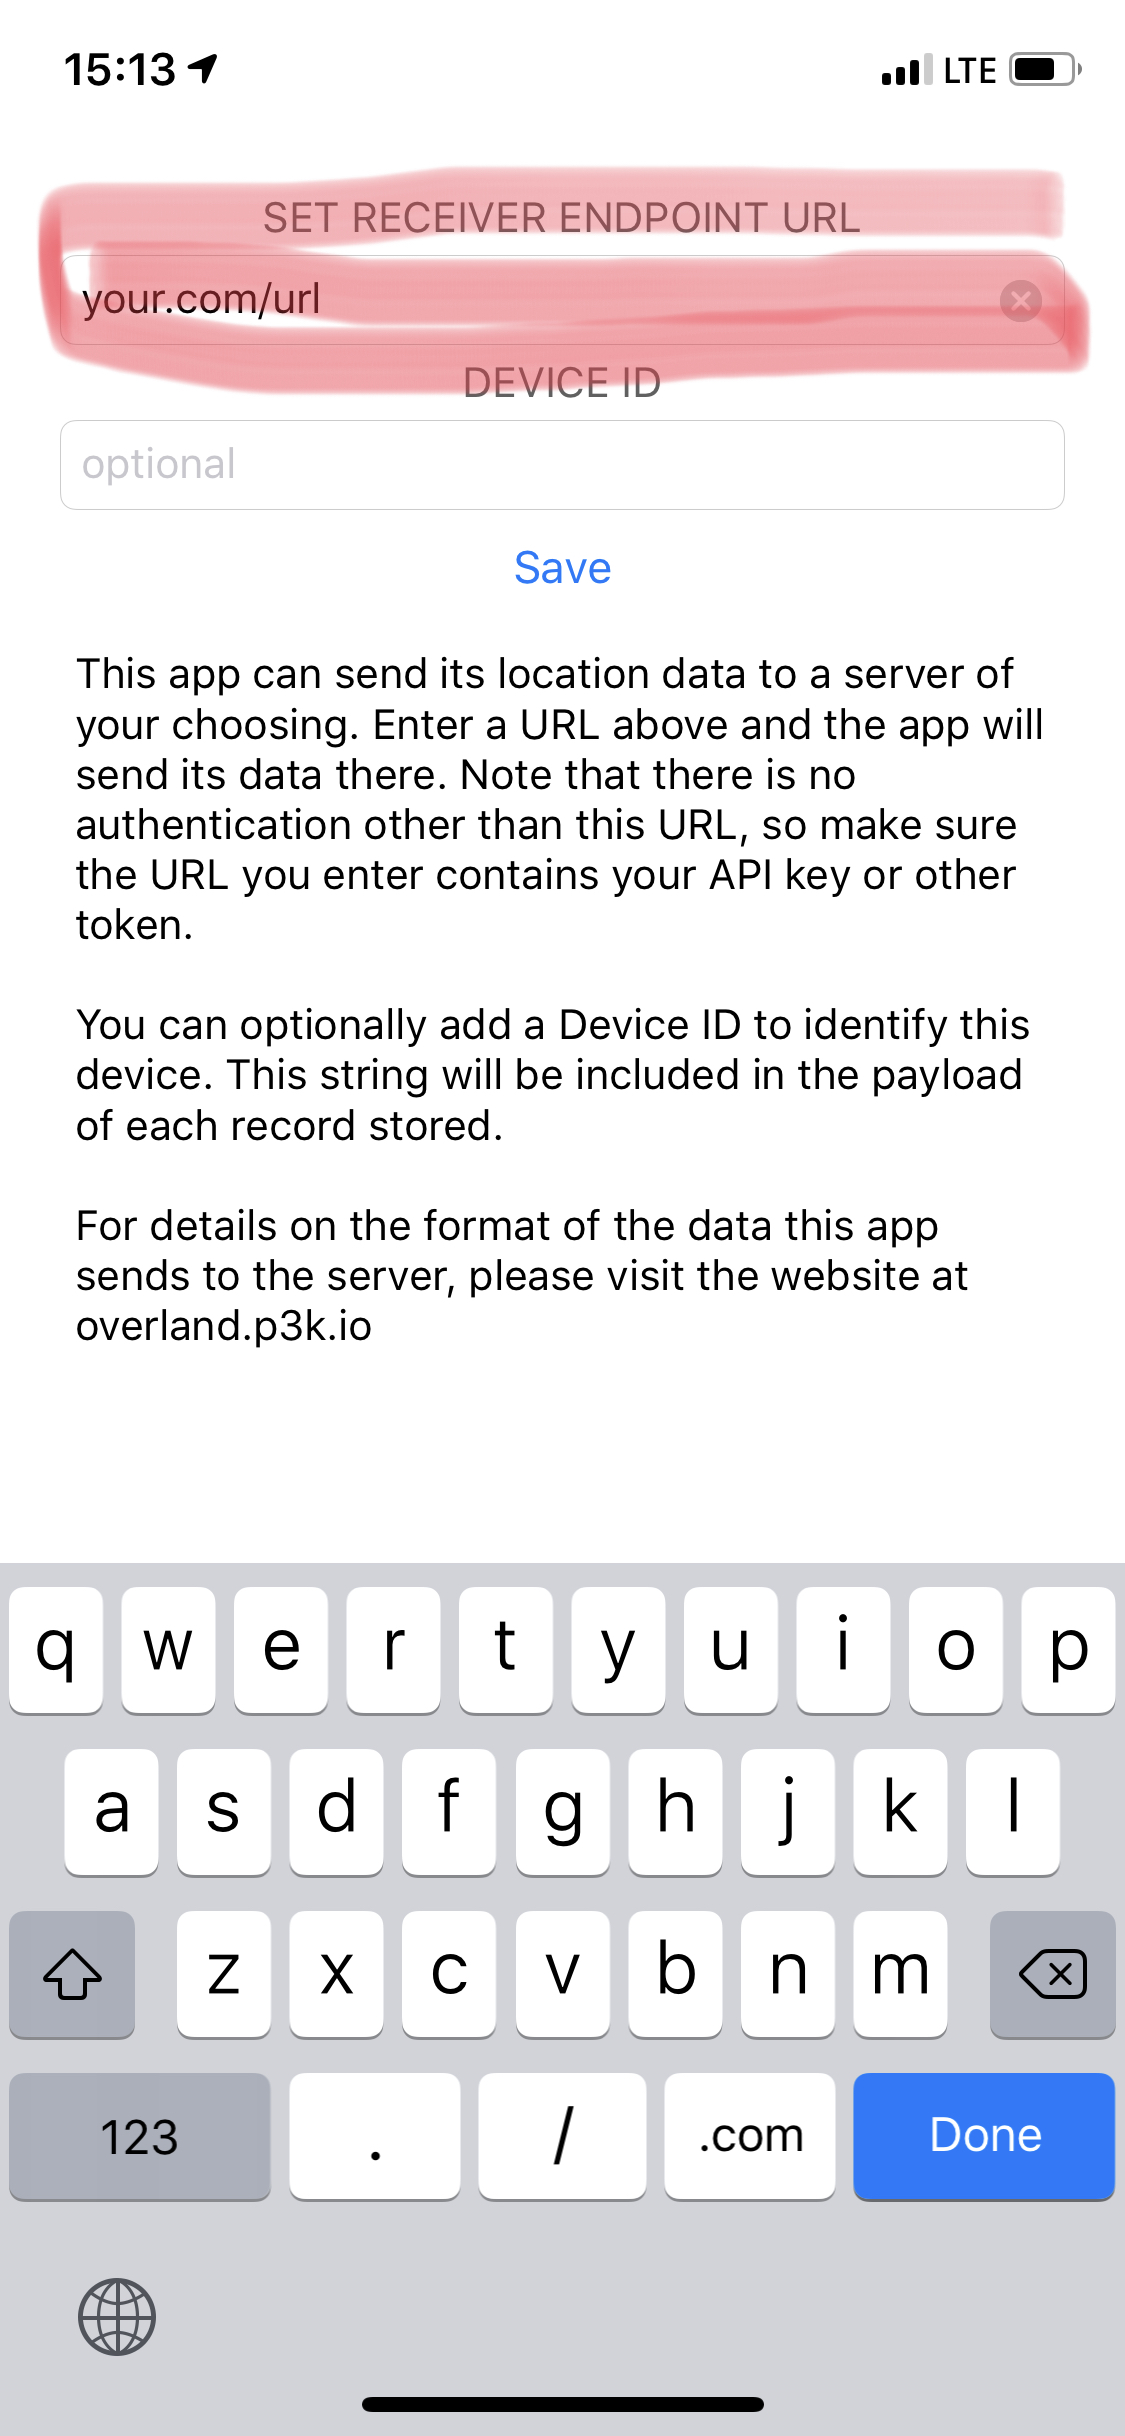 15:13 LTE
SET RECEIVER ENDPOINT URL
your.com/url
DEVICE ID
optional
Save
This app can send its location data to a server of
your choosing. Enter a URL above and the app will
send its data there. Note that there is no
authentication other than this URL, so make sure
the URL you enter contains your API key or other
token.
You can optionally add a Device ID to identify this
device. This string will be included in the payload
of each record stored.
For details on the format of the data this app
sends to the server, please visit the website at
overland.p3k.io
q w e r t y u i o p
a s d f g h j k l
z x c v b n m
123 . / .com Done